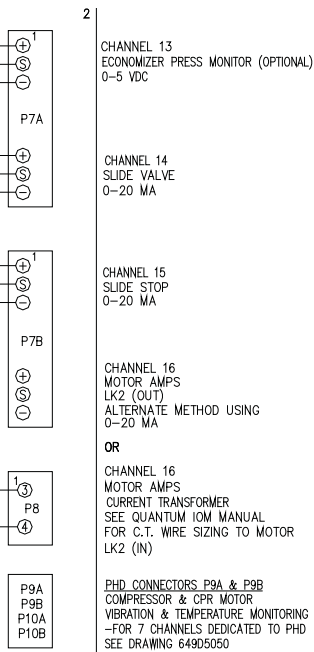 2
1
+
CHANNEL 13
S
ECONOMIZER PRESS MONITOR (OPTIONAL)
−
0−5 VDC
P7A
+
CHANNEL 14
S
SLIDE VALVE
−
0−20 MA
1
+
CHANNEL 15
S
SLIDE STOP
−
0−20 MA
P7B
+
S
−
CHANNEL 16
MOTOR AMPS
LK2 (OUT)
ALTERNATE METHOD USING
0−20 MA
OR
1
3
P8
4
CHANNEL 16
MOTOR AMPS
CURRENT TRANSFORMER
SEE QUANTUM IOM MANUAL
FOR C.T. WIRE SIZING TO MOTOR
LK2 (IN)
P9A
P9B
P10A
P10B
PHD CONNECTORS P9A & P9B
COMPRESSOR & CPR MOTOR
VIBRATION & TEMPERATURE MONITORING
−FOR 7 CHANNELS DEDICATED TO PHD
SEE DRAWING 649D5050